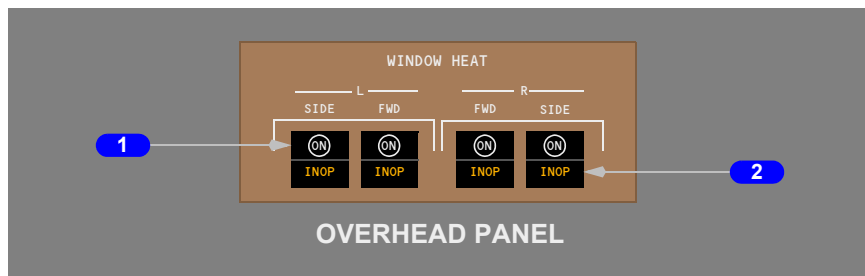 WINDOW HEAT
L R
SIDE FWD FWD SIDE
ON ON ON ON
1
INOP INOP INOP INOP
2
OVERHEAD PANEL